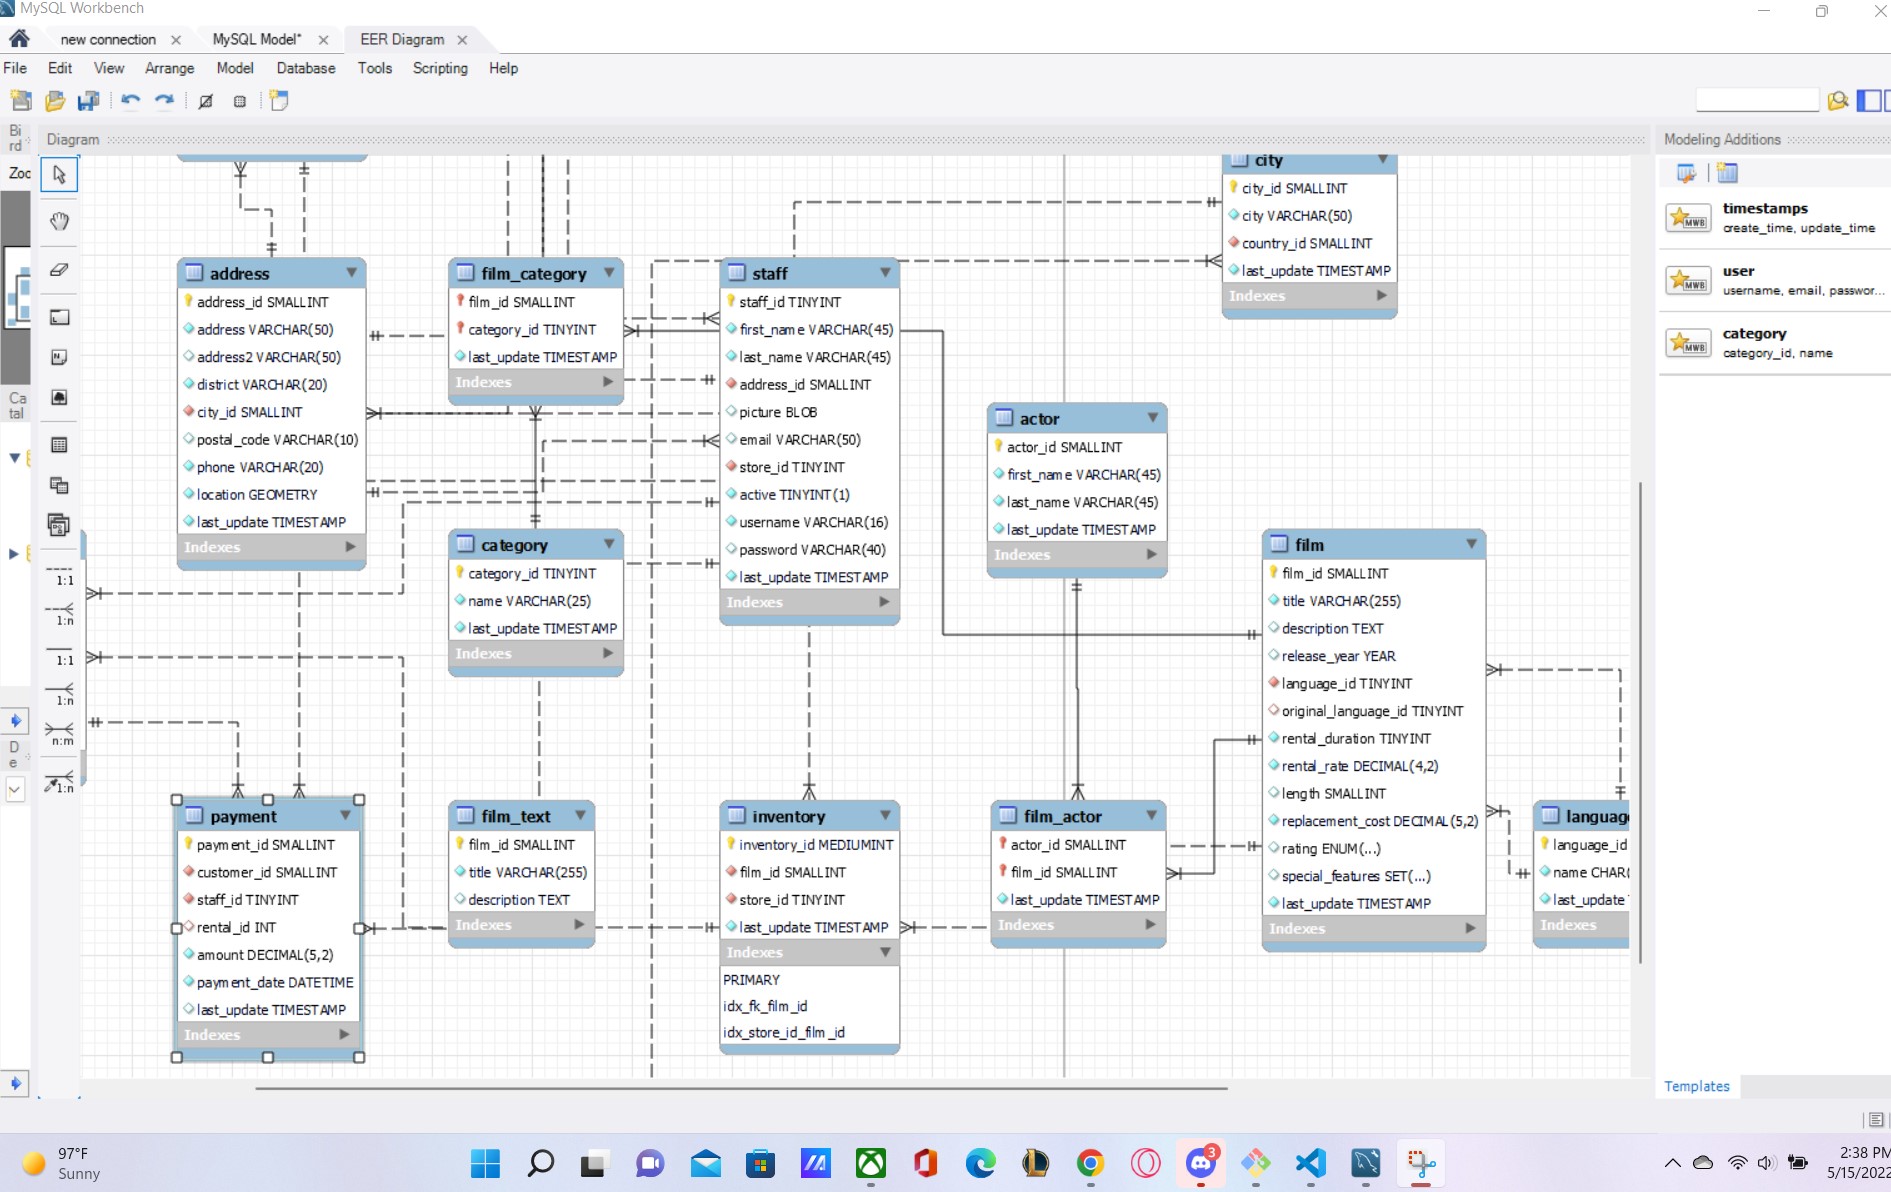 MySQL Workbench
new connection
MySQL Model*
EER Diagram
File Edit View Arrange Model Database Tools Scripting Help
Bi
rd
Diagram
Modeling Additions
Zoo
Ca
tal
1:1
1:n
1:1
1:n
n:m
1:n
D
e
address
address_id SMALLINT
address VARCHAR(50)
address2 VARCHAR(50)
district VARCHAR(20)
city_id SMALLINT
postal_code VARCHAR(10)
phone VARCHAR(20)
location GEOMETRY
last_update TIMESTAMP
Indexes
film_category
film_id SMALLINT
category_id TINYINT
last_update TIMESTAMP
Indexes
staff
staff_id TINYINT
first_name VARCHAR(45)
last_name VARCHAR(45)
address_id SMALLINT
picture BLOB
email VARCHAR(50)
store_id TINYINT
active TINYINT(1)
username VARCHAR(16)
password VARCHAR(40)
last_update TIMESTAMP
Indexes
city
city_id SMALLINT
city VARCHAR(50)
country_id SMALLINT
last_update TIMESTAMP
Indexes
actor
actor_id SMALLINT
first_name VARCHAR(45)
last_name VARCHAR(45)
last_update TIMESTAMP
Indexes
category
category_id TINYINT
name VARCHAR(25)
last_update TIMESTAMP
Indexes
film
film_id SMALLINT
title VARCHAR(255)
description TEXT
release_year YEAR
language_id TINYINT
original_language_id TINYINT
rental_duration TINYINT
rental_rate DECIMAL(4,2)
length SMALLINT
replacement_cost DECIMAL(5,2)
rating ENUM(...)
special_features SET(...)
last_update TIMESTAMP
Indexes
payment
payment_id SMALLINT
customer_id SMALLINT
staff_id TINYINT
rental_id INT
amount DECIMAL(5,2)
payment_date DATETIME
last_update TIMESTAMP
Indexes
film_text
film_id SMALLINT
title VARCHAR(255)
description TEXT
Indexes
inventory
inventory_id MEDIUMINT
film_id SMALLINT
store_id TINYINT
last_update TIMESTAMP
Indexes
PRIMARY
idx_fk_film_id
idx_store_id_film_id
film_actor
actor_id SMALLINT
film_id SMALLINT
last_update TIMESTAMP
Indexes
languag
language_id
name CHAR(
last_update
Indexes
MWB
timestamps
create_time, update_time
MWB
user
username, email, passwor...
MWB
category
category_id, name
Templates
97°F
Sunny
3
2:38 PM
5/15/2022